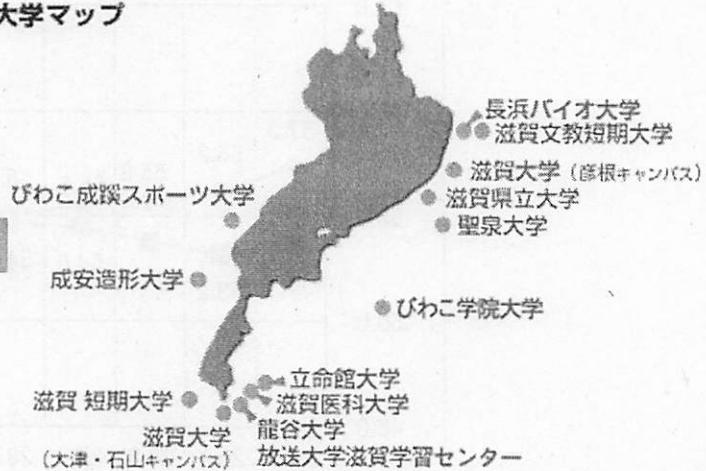 大学マップ
長浜バイオ大学
滋賀文教短期大学
滋賀大学（彦根キャンパス）
滋賀県立大学
聖泉大学
びわこ成蹊スポーツ大学
成安造形大学
びわこ学院大学
立命館大学
滋賀医科大学
龍谷大学
放送大学滋賀学習センター
滋賀 短期大学
滋賀大学
（大津・石山キャンパス）